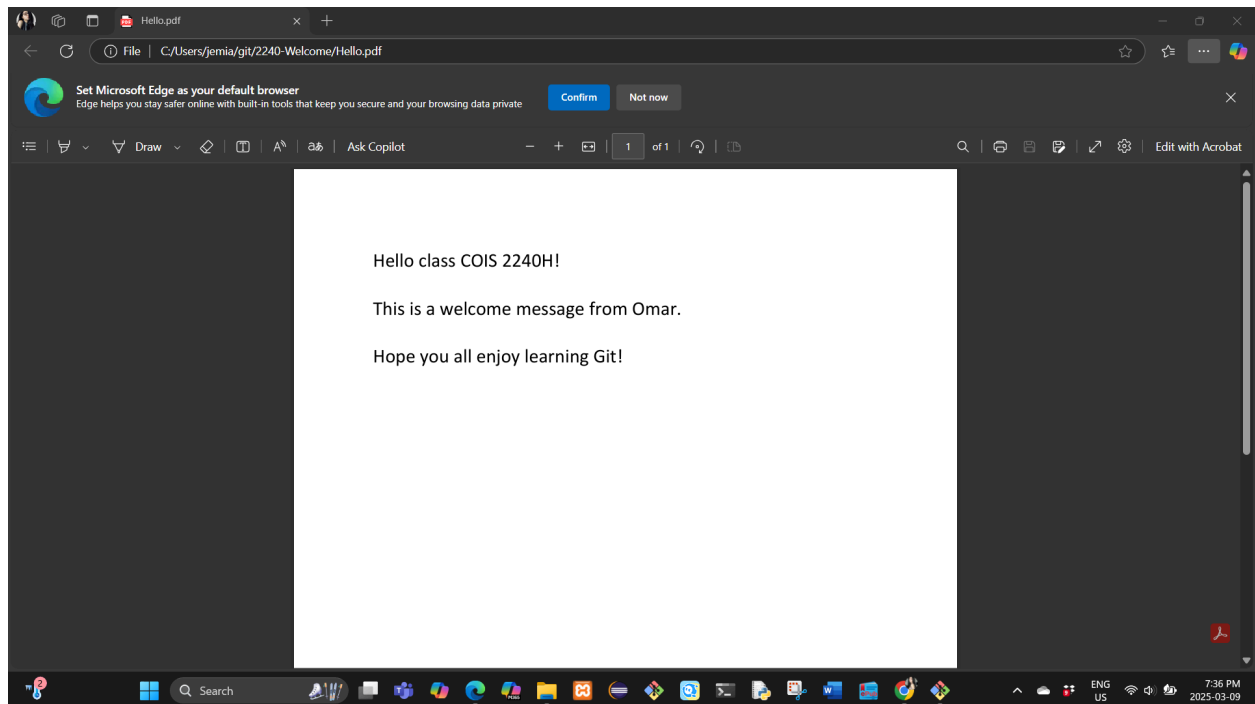 Hello.pdf
File | C:/Users/jemia/git/2240-Welcome/Hello.pdf
Set Microsoft Edge as your default browser
Edge helps you stay safer online with built-in tools that keep you secure and your browsing data private
Confirm
Not now
Draw
Ask Copilot
1 of 1
Edit with Acrobat
Hello class COIS 2240H!
This is a welcome message from Omar.
Hope you all enjoy learning Git!
2
Search
ENG
US
7:36 PM
2025-03-09